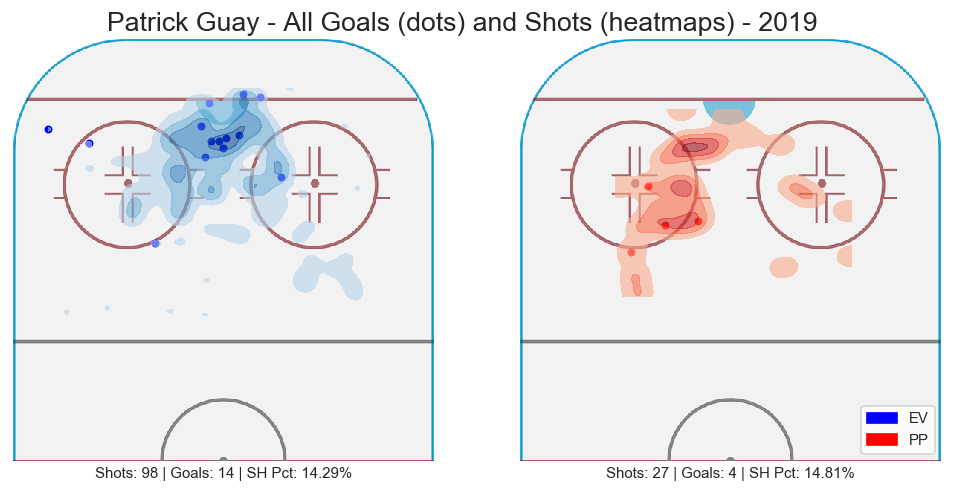 Patrick Guay - All Goals (dots) and Shots (heatmaps) - 2019
EV
PP
Shots: 98 | Goals: 14 | SH Pct: 14.29%
Shots: 27 | Goals: 4 | SH Pct: 14.81%